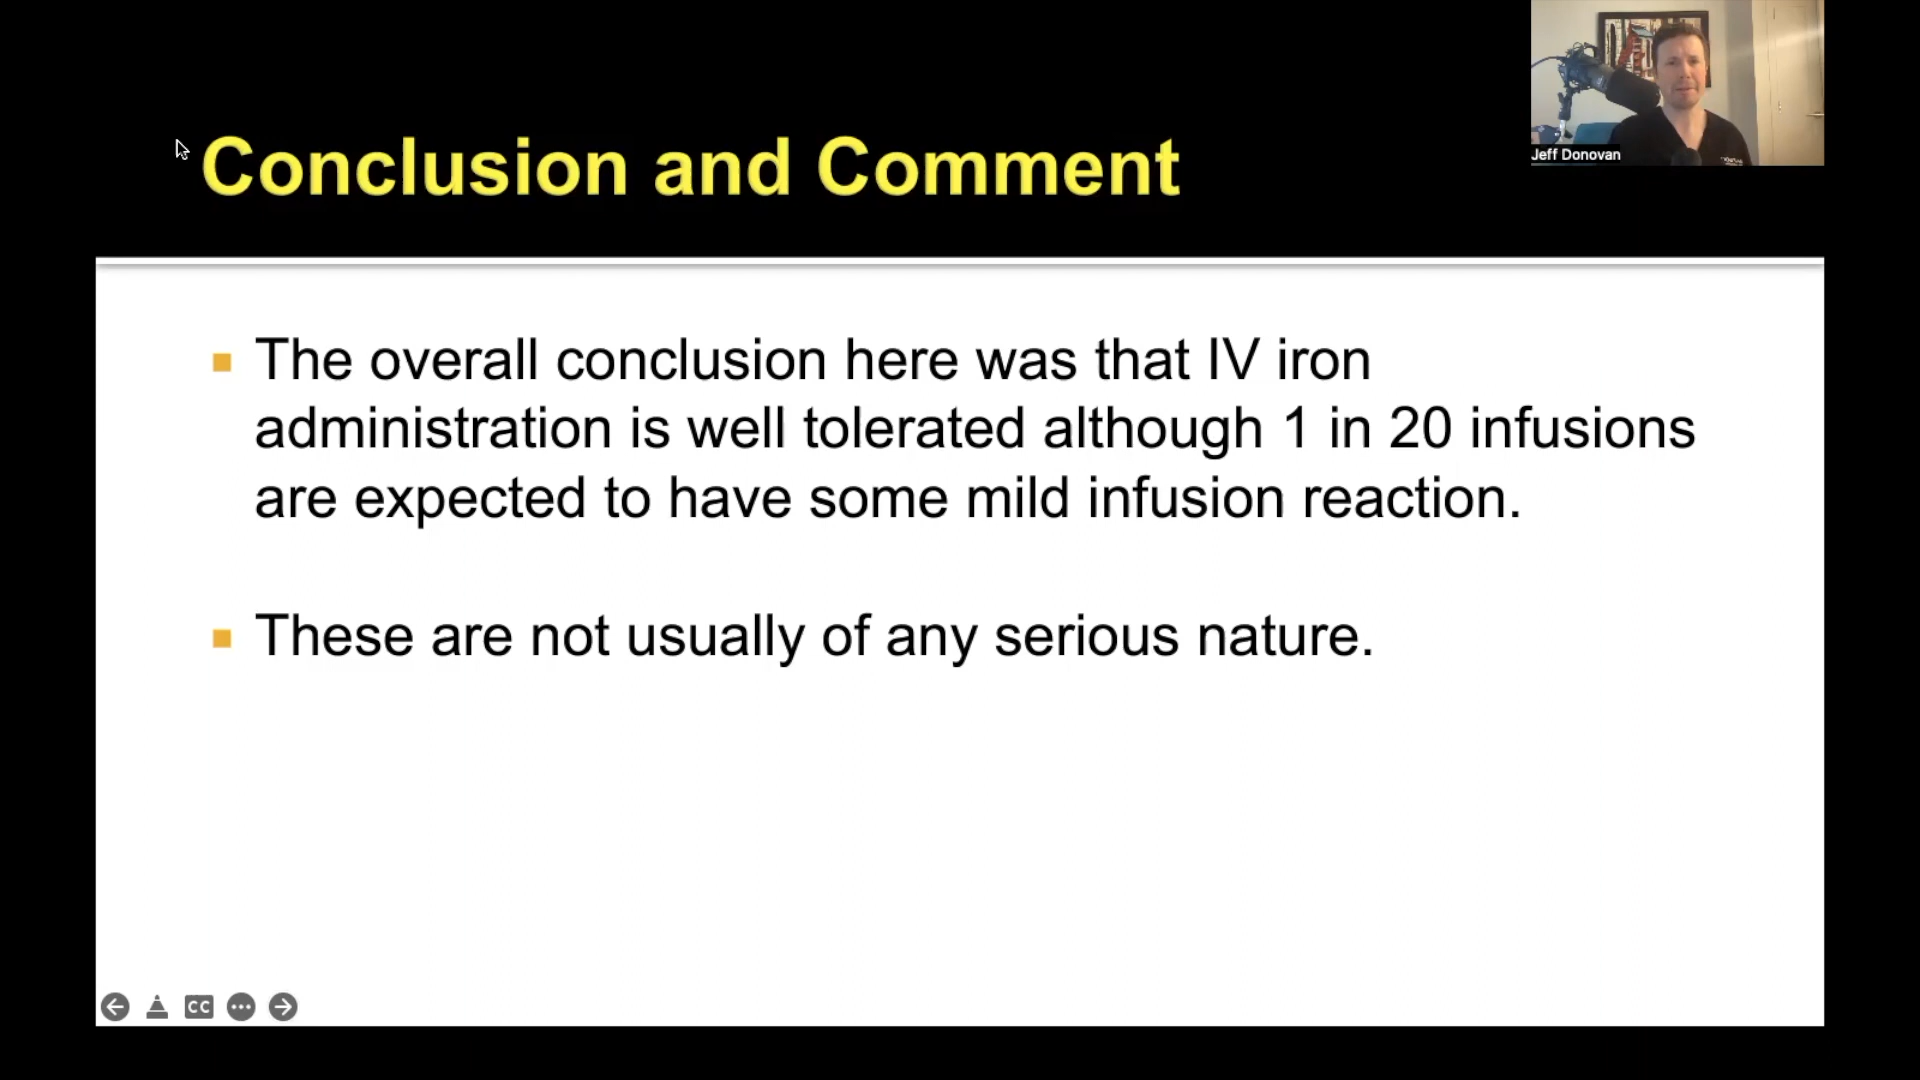 Conclusion and Comment
Jeff Donovan
The overall conclusion here was that IV iron
administration is well tolerated although 1 in 20 infusions
are expected to have some mild infusion reaction.
These are not usually of any serious nature.
CC